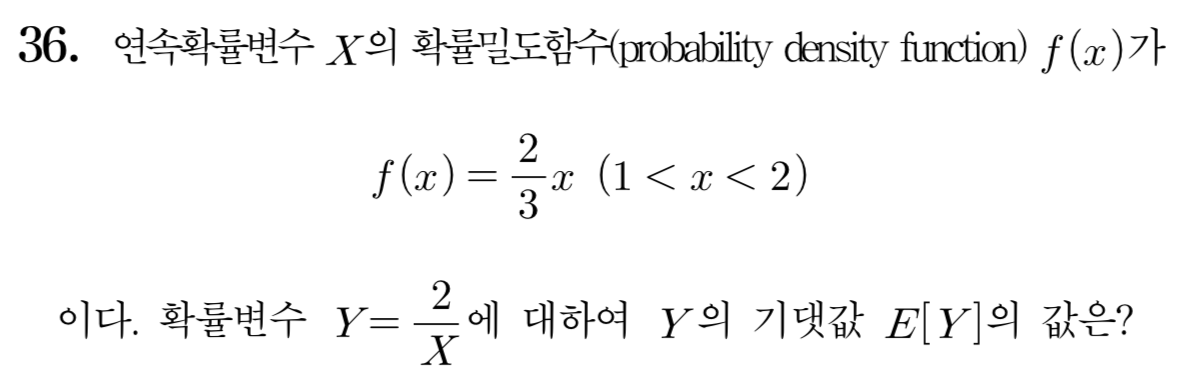 36. 연속확률변수 X의 확률밀도함수(probability density function) f(x)가
f(x) = \frac{2}{3}x (1 < x < 2)
이다. 확률변수 Y= \frac{2}{X}에 대하여 Y의 기댓값 E[Y]의 값은?